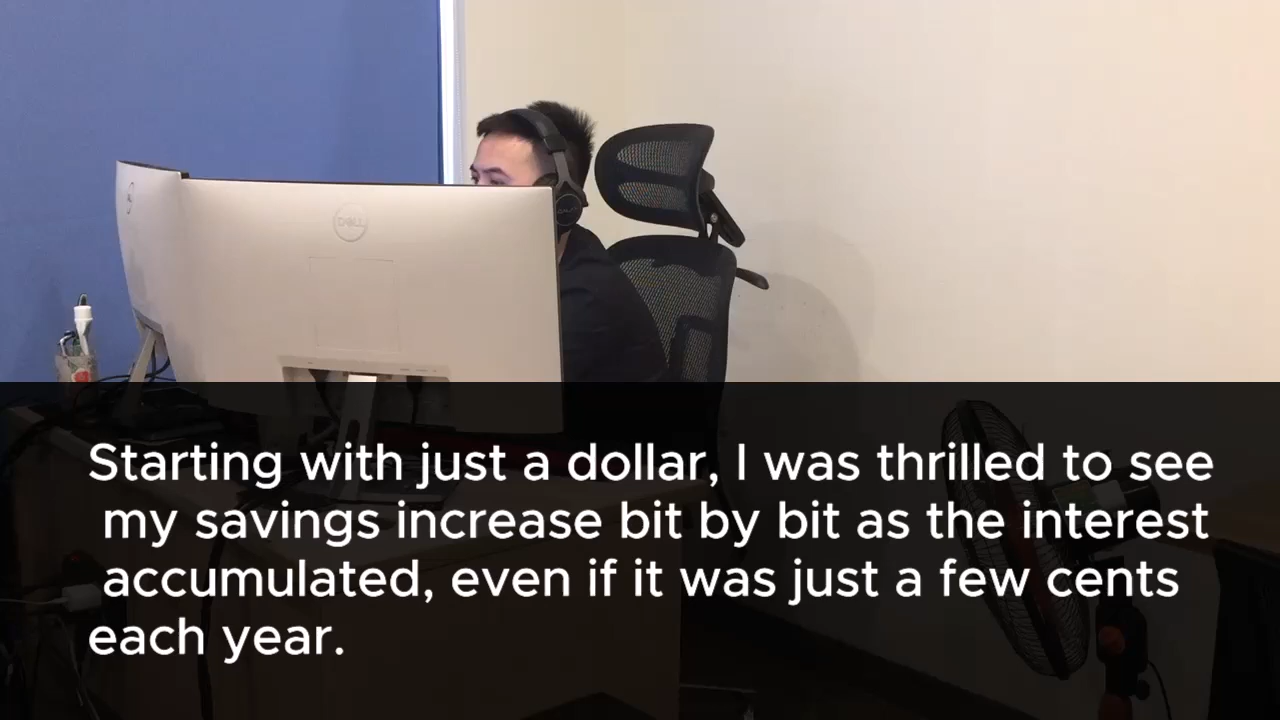 DELL
Starting with just a dollar, I was thrilled to see
my savings increase bit by bit as the interest
accumulated, even if it was just a few cents
each year.